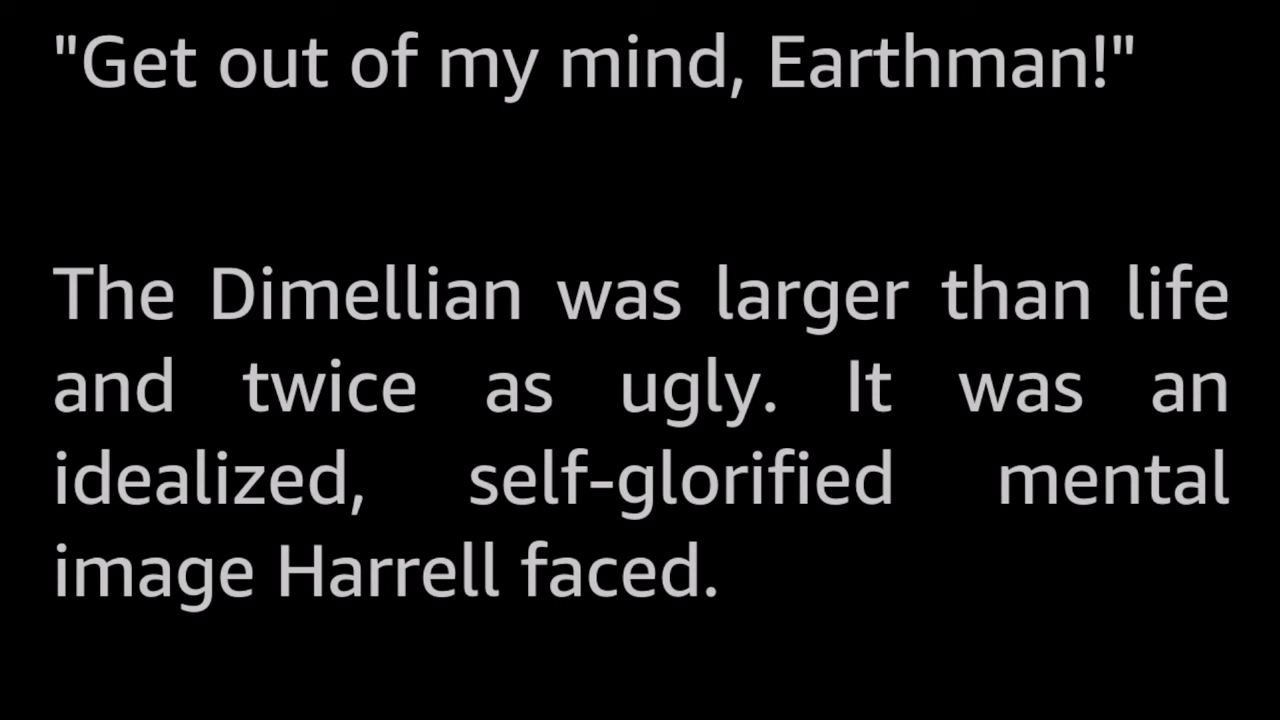 "Get out of my mind, Earthman!"
The Dimellian was larger than life
and twice as ugly. It was an
idealized, self-glorified mental
image Harrell faced.